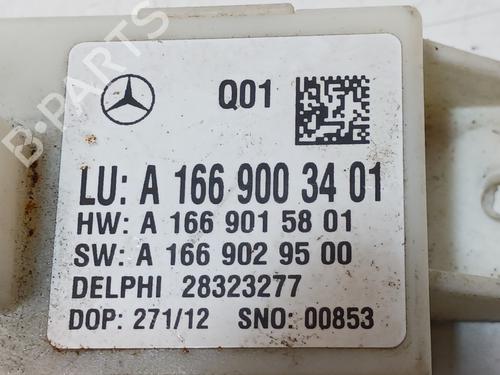 Q01
LU: A 166 900 34 01
HW: A 166 901 58 01
SW: A 166 902 95 00
DELPHI 28323277
DOP: 271/12 SNO: 00853
B-PARTS